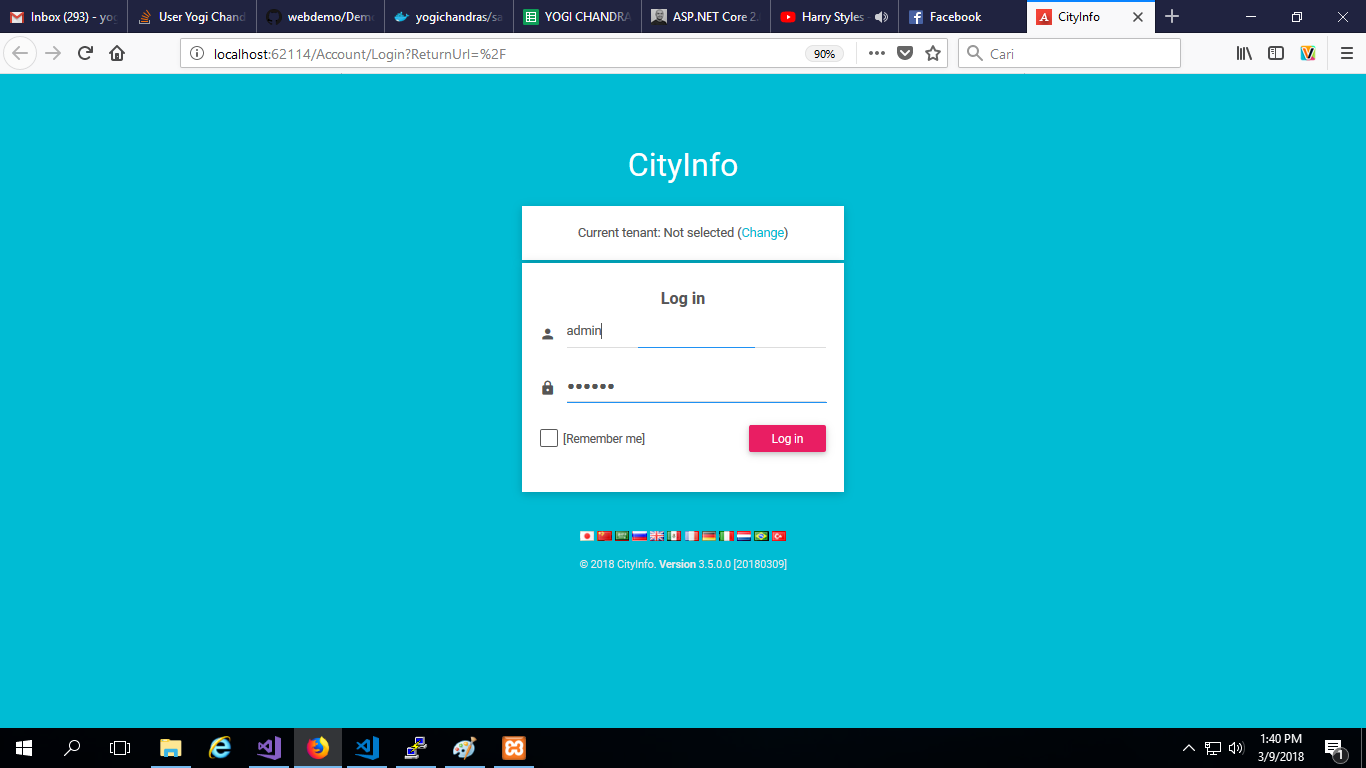 Inbox (293) - yog
User Yogi Chand
webdemo/Demo
yogichandras/sa
YOGI CHANDRA
ASP.NET Core 2.
Harry Styles -
Facebook
CityInfo
localhost:62114/Account/Login?ReturnUrl=%2F
90%
Cari
CityInfo
Current tenant: Not selected (Change)
Log in
admin
[Remember me]
Log in
© 2018 CityInfo. Version 3.5.0.0 [20180309]
1:40 PM
3/9/2018
1